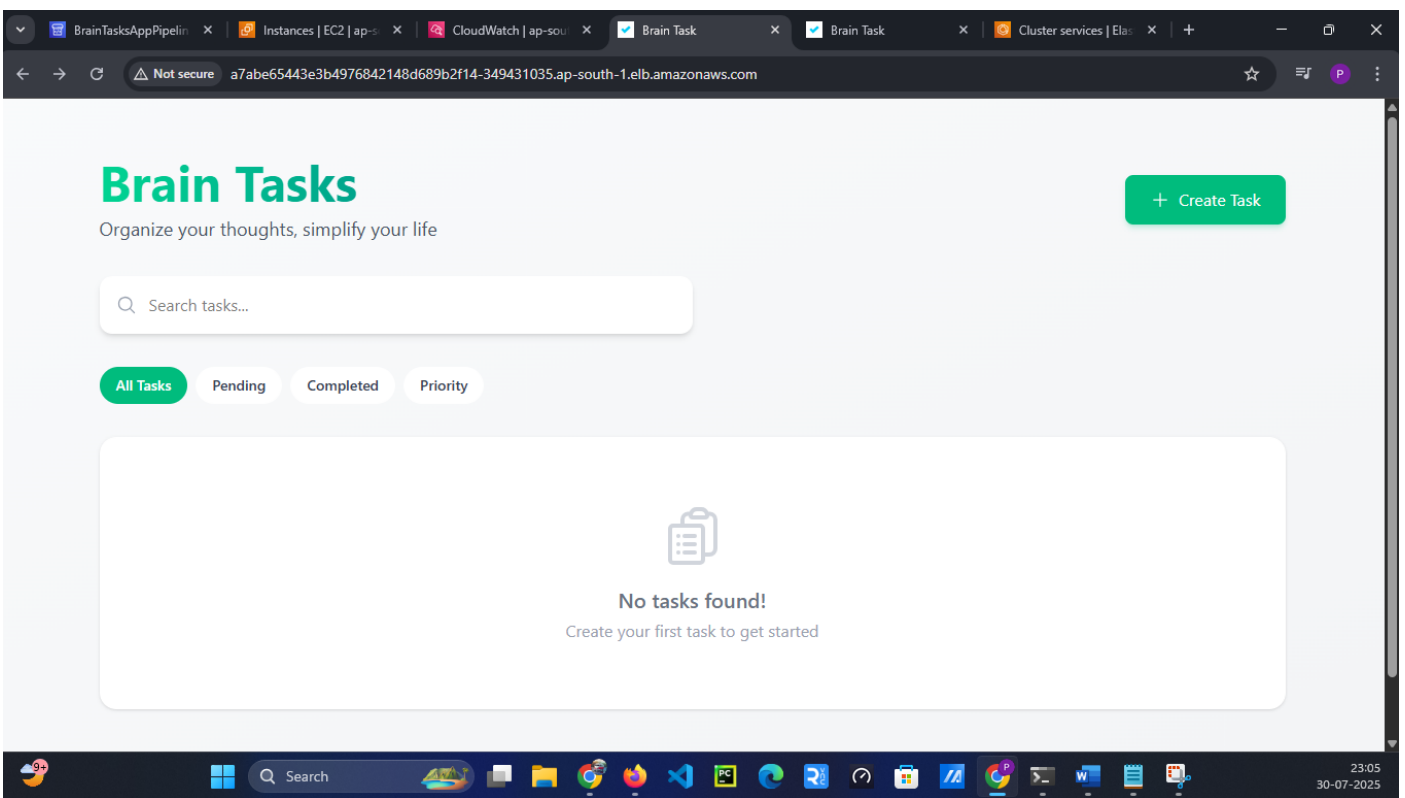 BrainTasksAppPipelin
Instances | EC2 | ap-s
CloudWatch | ap-sou
Brain Task
Brain Task
Cluster services | Elas
Not secure
a7abe65443e3b4976842148d689b2f14-349431035.ap-south-1.elb.amazonaws.com
P
Brain Tasks
Organize your thoughts, simplify your life
+ Create Task
Search tasks...
All Tasks
Pending
Completed
Priority
No tasks found!
Create your first task to get started
9+
Search
PC
P
23:05
30-07-2025